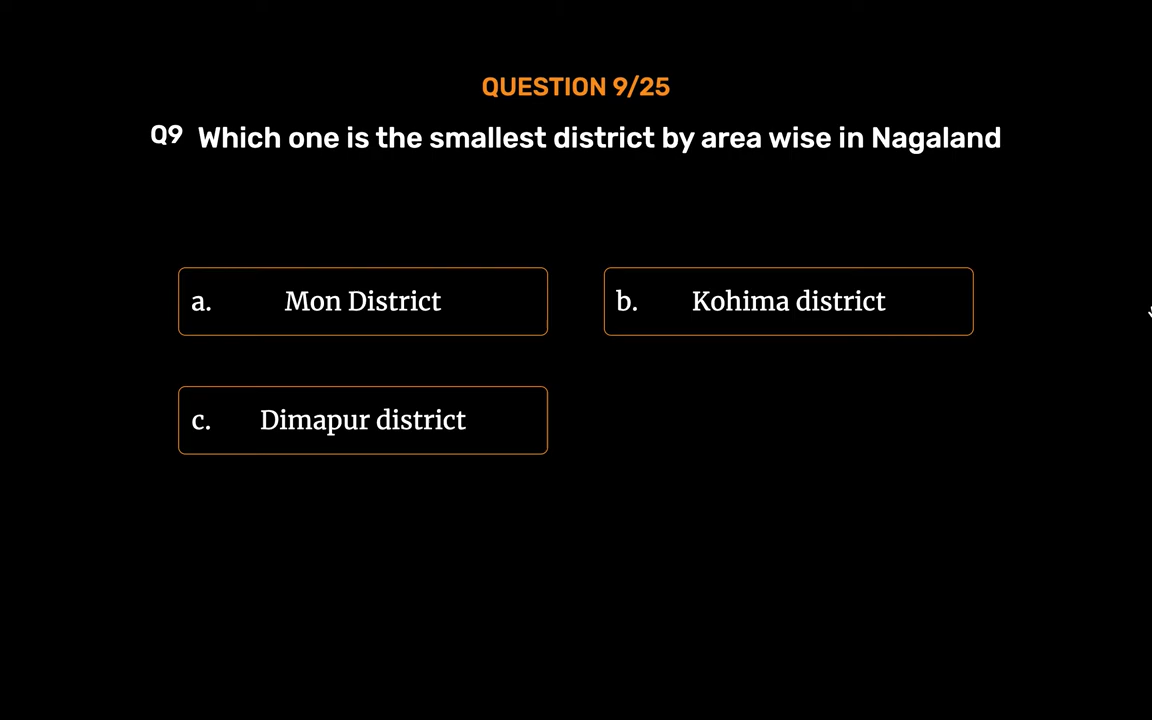 QUESTION 9/25
Q9 Which one is the smallest district by area wise in Nagaland
a. Mon District
b. Kohima district
c. Dimapur district